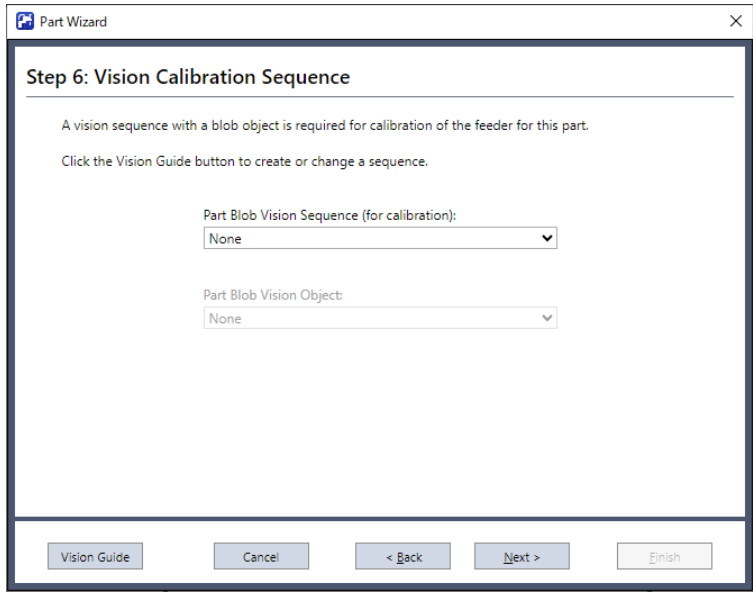 Part Wizard
Step 6: Vision Calibration Sequence
A vision sequence with a blob object is required for calibration of the feeder for this part.
Click the Vision Guide button to create or change a sequence.
Part Blob Vision Sequence (for calibration):
None
Part Blob Vision Object:
None
Vision Guide Cancel < Back Next > Finish